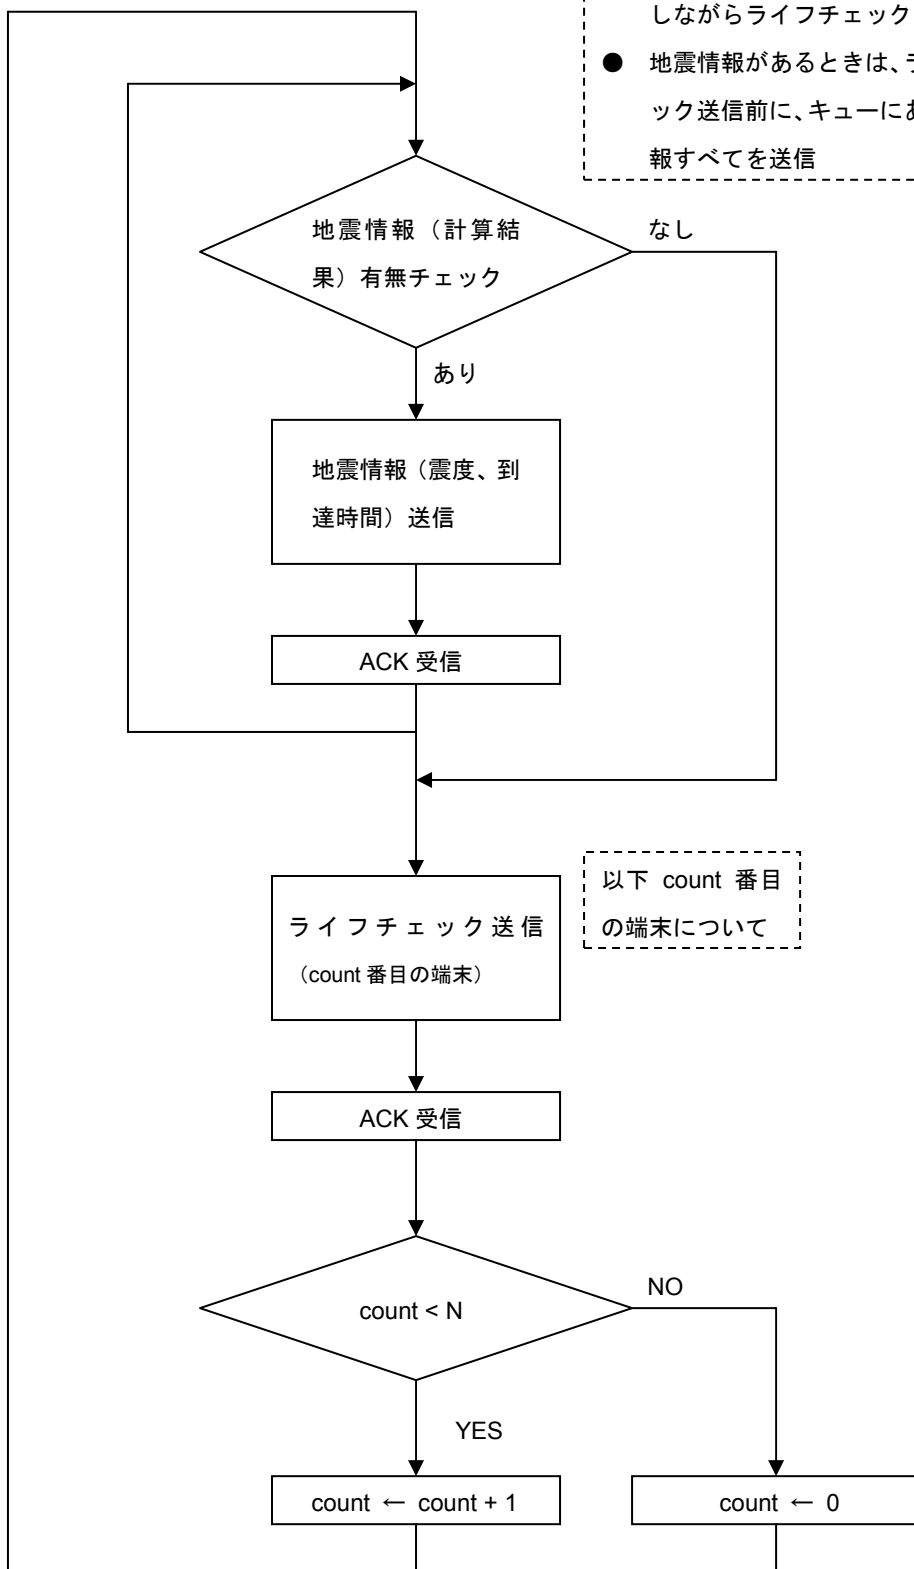 しながらライフチェック
● 地震情報があるときは、ラ
ック送信前に、キューにあ
報すべてを送信
地震情報（計算結
果）有無チェック
なし
あり
地震情報（震度、到
達時間）送信
ACK 受信
以下 count 番目
の端末について
ライフチェック送信
（count 番目の端末）
ACK 受信
count < N
NO
YES
count ← count + 1
count ← 0